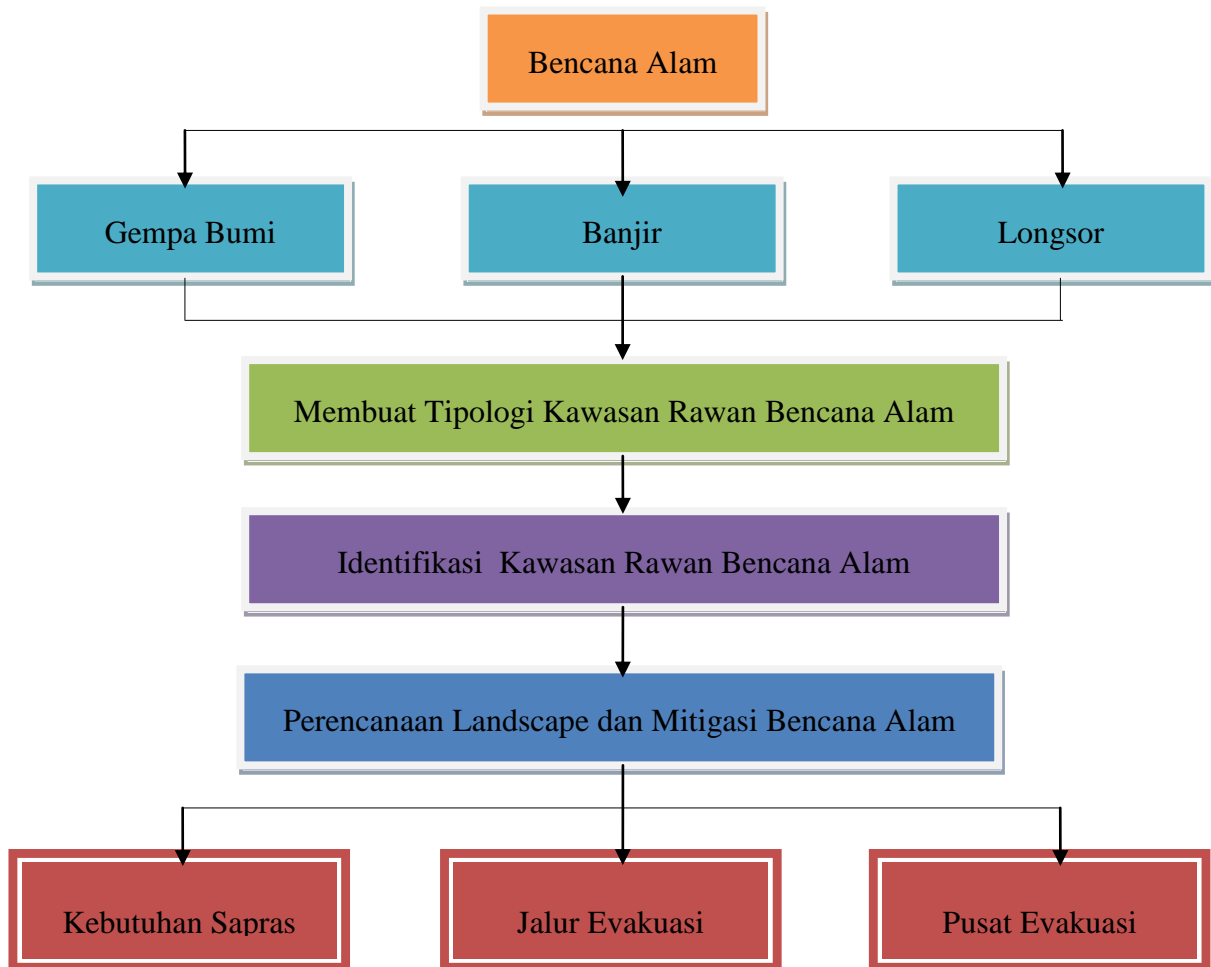 Bencana Alam
Gempa Bumi
Banjir
Longsor
Membuat Tipologi Kawasan Rawan Bencana Alam
Identifikasi Kawasan Rawan Bencana Alam
Perencanaan Landscape dan Mitigasi Bencana Alam
Kebutuhan Sapras
Jalur Evakuasi
Pusat Evakuasi